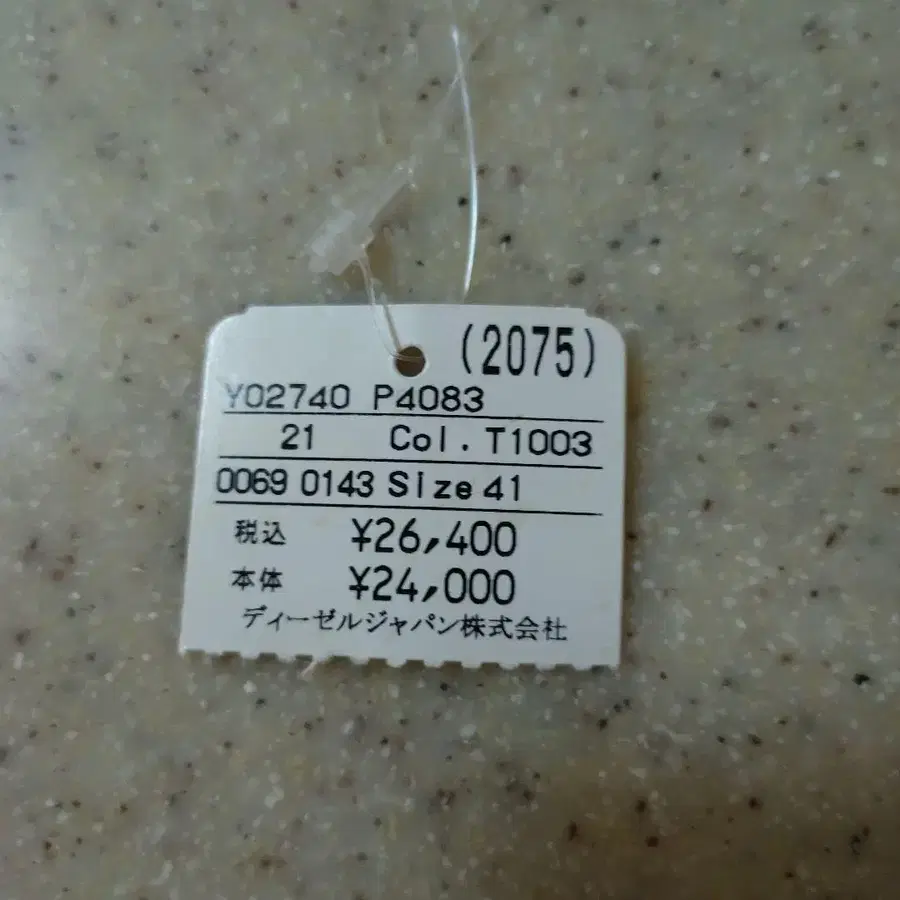 (2075)
Y02740 P4083
21 Col. T1003
0069 0143 Size 41
税込 ¥26,400
本体 ¥24,000
ディーゼルジャパン株式会社